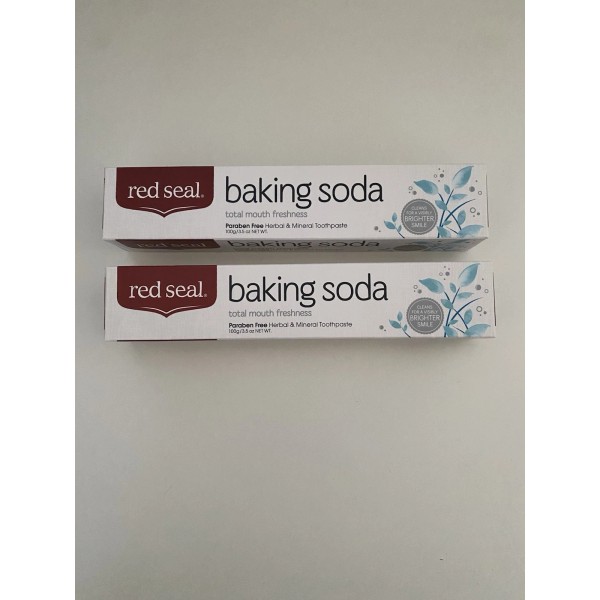 red seal®
baking soda
total mouth freshness
Paraben Free Herbal & Mineral Toothpaste
100g/3.5 oz NET WT.
CLEANS
FOR A VISIBLY
BRIGHTER
SMILE
baking soda
red seal®
baking soda
total mouth freshness
Paraben Free Herbal & Mineral Toothpaste
100g/3.5 oz NET WT.
CLEANS
FOR A VISIBLY
BRIGHTER
SMILE